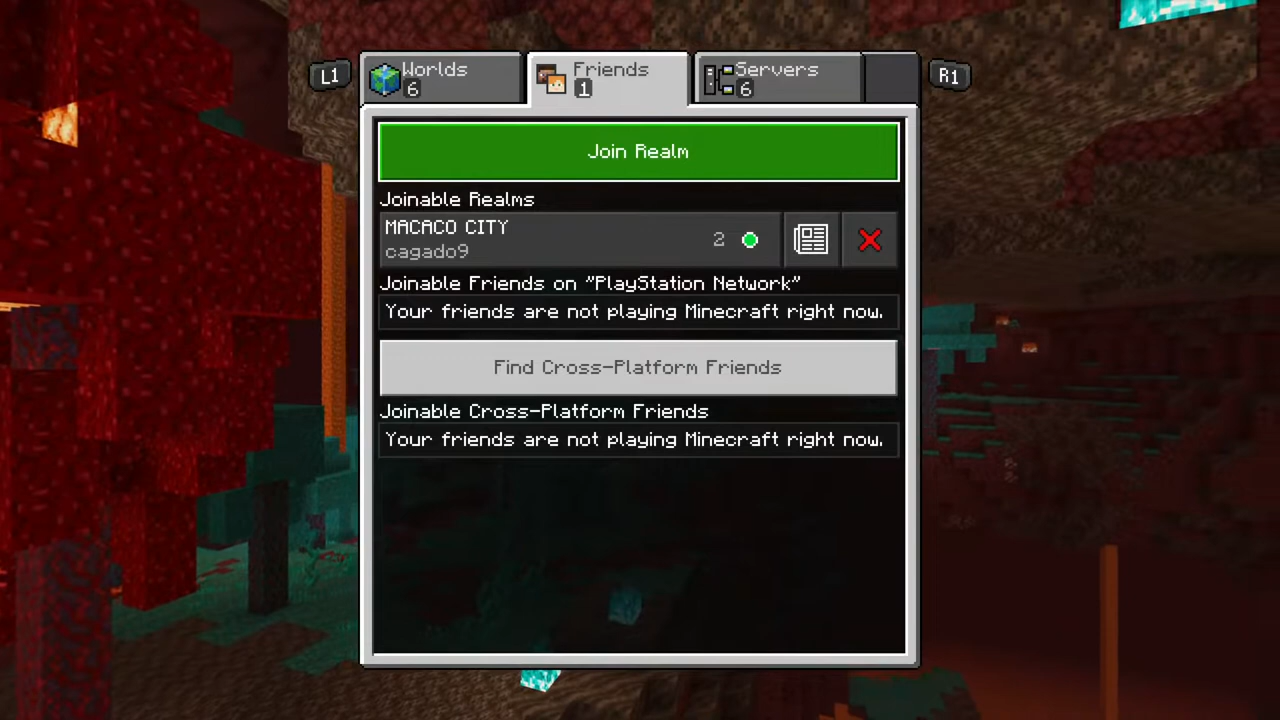 L1
Worlds
6
Friends
1
Servers
6
R1
Join Realm
Joinable Realms
MACACO CITY
cagado9
2
Joinable Friends on "PlayStation Network"
Your friends are not playing Minecraft right now.
Find Cross-Platform Friends
Joinable Cross-Platform Friends
Your friends are not playing Minecraft right now.